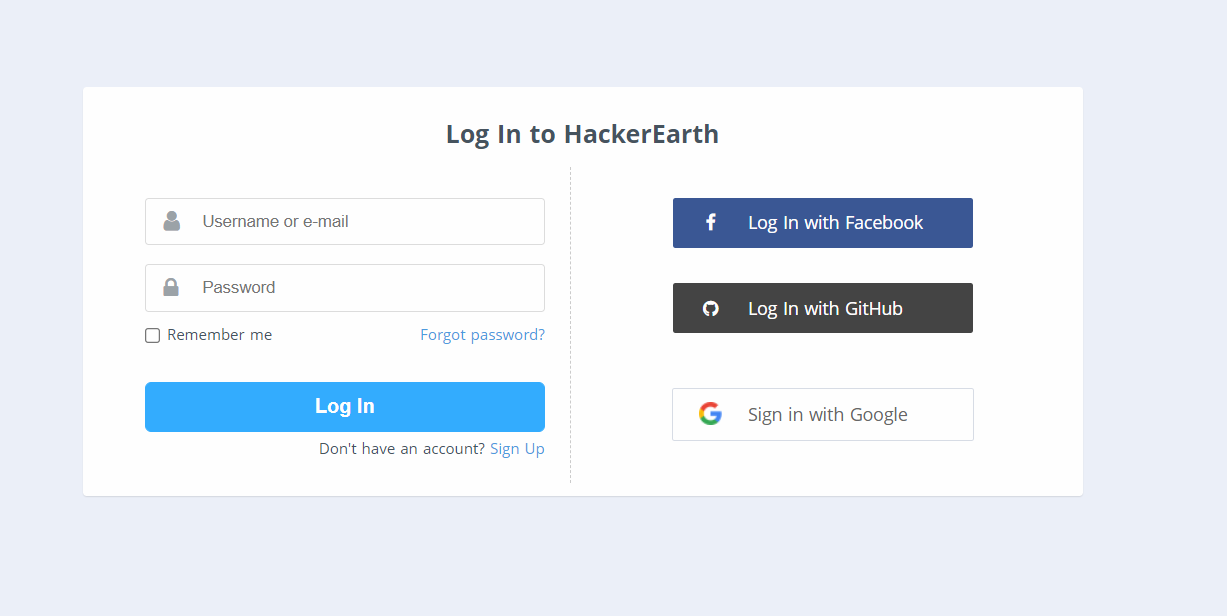 Log In to HackerEarth
Username or e-mail
Password
Remember me
Forgot password?
Log In
Don't have an account? Sign Up
Log In with Facebook
Log In with GitHub
Sign in with Google